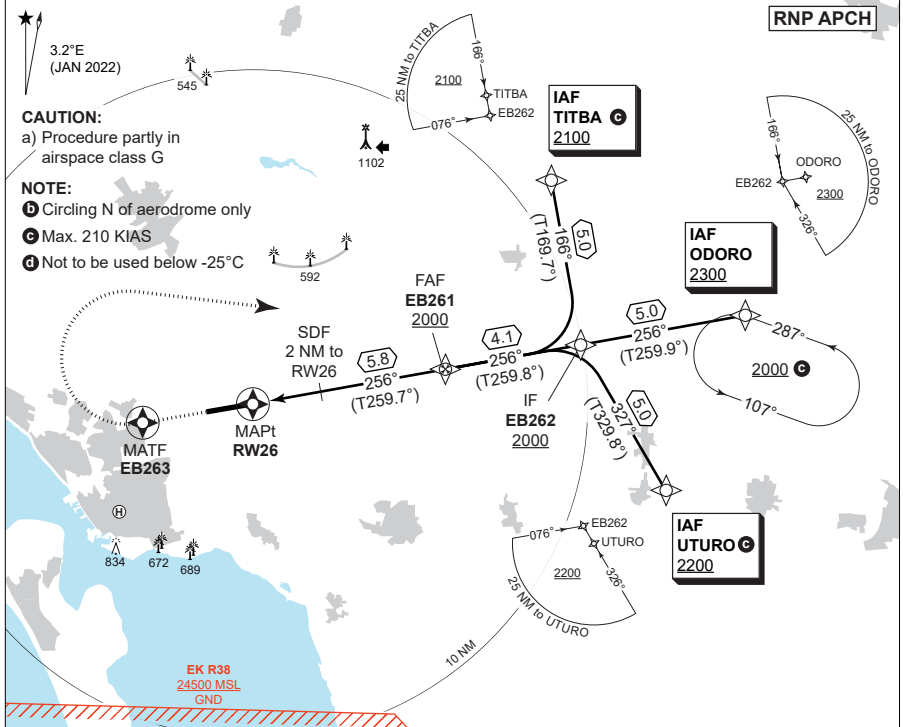 RNP APCH
3.2°E
(JAN 2022)
545
CAUTION:
a) Procedure partly in
airspace class G
1102
NOTE:
b Circling N of aerodrome only
c Max. 210 KIAS
d Not to be used below -25°C
592
25 NM to TITBA
2100
166°
TITBA
EB262
076°
IAF
TITBA c
2100
166°
25 NM to ODORO
ODORO
EB262
2300
326°
5.0
166°
(T169.7°)
IAF
ODORO
2300
FAF
EB261
2000
SDF
2 NM to
RW26
5.8
256°
(T259.7°)
4.1
256°
(T259.8°)
5.0
256°
(T259.9°)
287°
2000 c
107°
IF
EB262
2000
5.0
327°
(T329.8°)
MAPt
RW26
MATF
EB263
H
834
672
689
IAF
UTURO c
2200
076°
EB262
UTURO
2200
326°
25 NM to UTURO
10 NM
EK R38
24500 MSL
GND